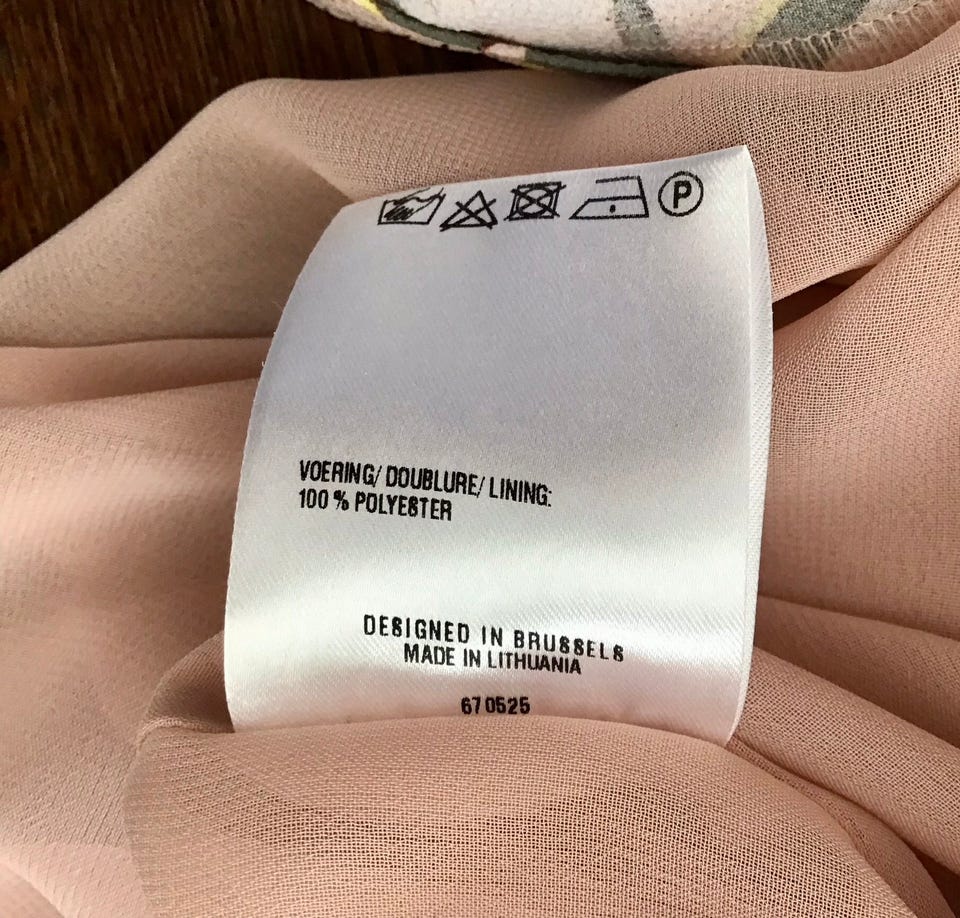 P
VOERING/ DOUBLURE/ LINING:
100 % POLYESTER
DESIGNED IN BRUSSELS
MADE IN LITHUANIA
670525